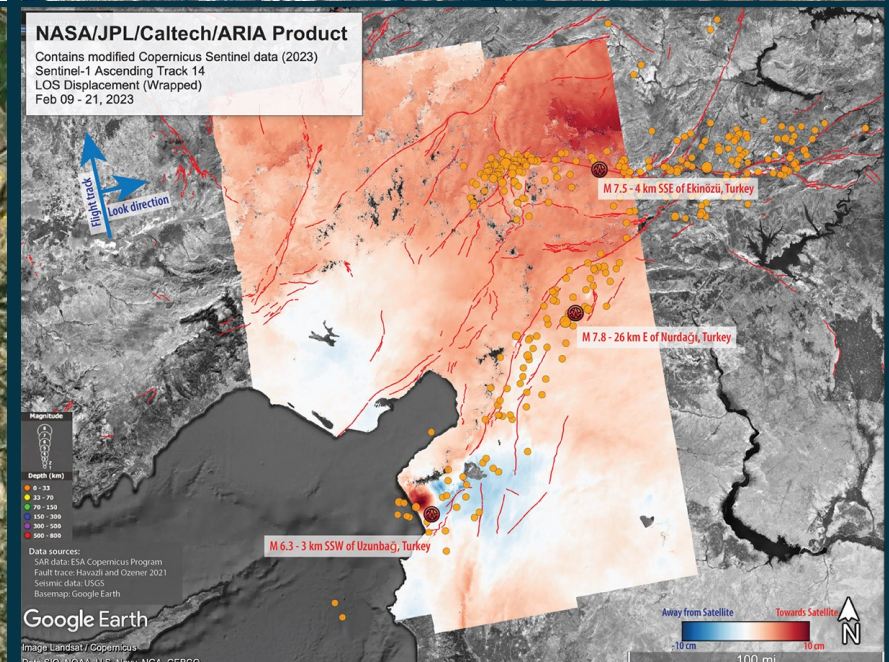 NASA/JPL/Caltech/ARIA Product
Contains modified Copernicus Sentinel data (2023)
Sentinel-1 Ascending Track 14
LOS Displacement (Wrapped)
Feb 09 - 21, 2023
Flight track
Look direction
M 7.5 - 4 km SSE of Ekinözü, Turkey
M 7.8 - 26 km E of Nurdağı, Turkey
M 6.3 - 3 km SSW of Uzunbağ, Turkey
Magnitude
Depth (km)
0 - 33
33 - 70
70 - 150
150 - 300
300 - 500
500 - 800
Data sources:
SAR data: ESA Copernicus Program
Fault trace: Havazli and Ozener 2021
Seismic data: USGS
Basemap: Google Earth
Google Earth
Image Landsat / Copernicus
Away from Satellite
Towards Satellite
-10 cm
10 cm
N
100 mi